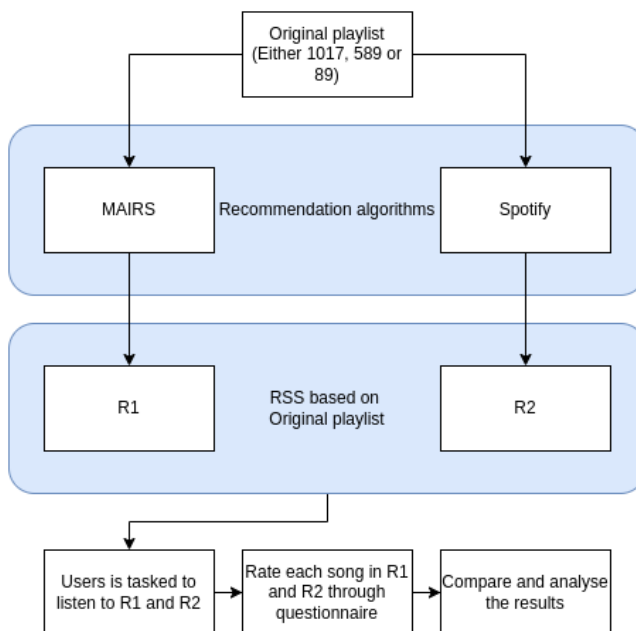 Original playlist
(Either 1017, 589 or
89)
MAIRS
Recommendation algorithms
Spotify
R1
RSS based on
Original playlist
R2
Users is tasked to
listen to R1 and R2
Rate each song in R1
and R2 through
questionnaire
Compare and analyse
the results